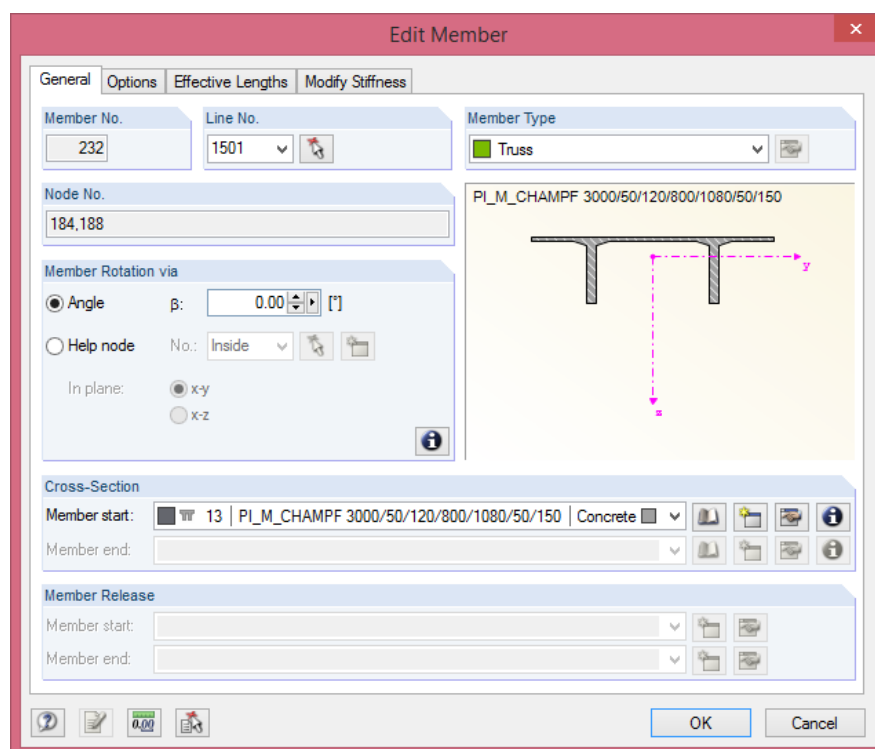 Edit Member
General Options Effective Lengths Modify Stiffness
Member No. Line No. Member Type
232 1501 Truss
Node No.
184,188
PI_M_CHAMPF 3000/50/120/800/1080/50/150
y
z
Member Rotation via
Angle β: 0.00 [°]
Help node No.: Inside
In plane: x-y
x-z
Cross-Section
Member start: 13 PI_M_CHAMPF 3000/50/120/800/1080/50/150 Concrete
Member end:
Member Release
Member start:
Member end:
0.00
OK Cancel